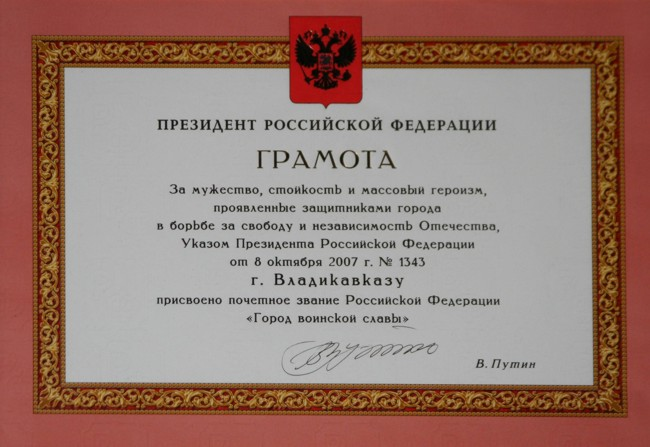 ПРЕЗИДЕНТ РОССИЙСКОЙ ФЕДЕРАЦИИ
ГРАМОТА
За мужество, стойкость и массовый героизм,
проявленные защитниками города
в борьбе за свободу и независимость Отечества,
Указом Президента Российской Федерации
от 8 октября 2007 г. № 1343
г. Владикавказу
присвоено почетное звание Российской Федерации
«Город воинской славы»
В. Путин